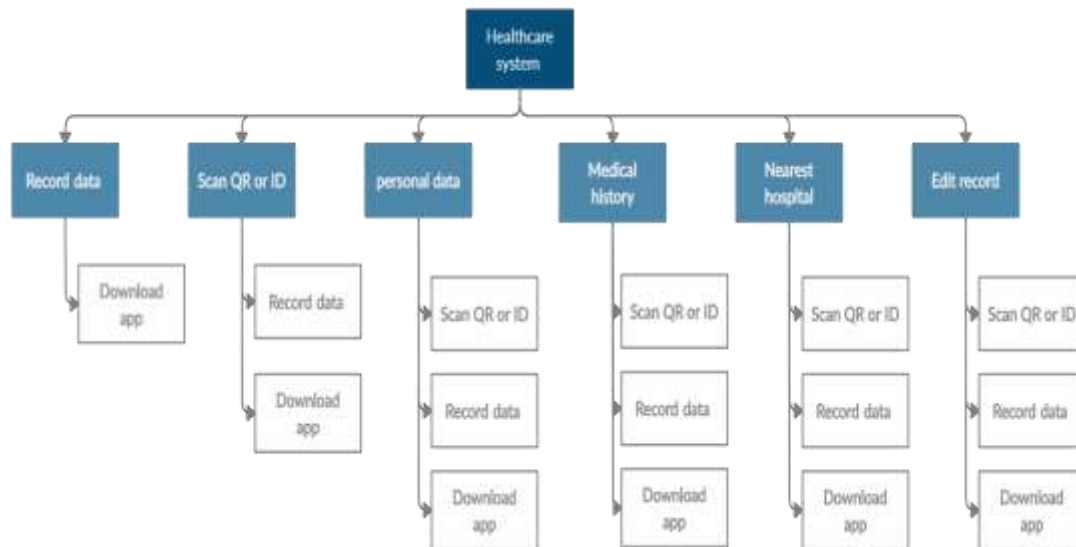 Healthcare
system
Record data
Scan QR or ID
personal data
Medical
history
Nearest
hospital
Edit record
Download
app
Record data
Download
app
Scan QR or ID
Record data
Download
app
Scan QR or ID
Record data
Download
app
Scan QR or ID
Record data
Download
app
Scan QR or ID
Record data
Download
app